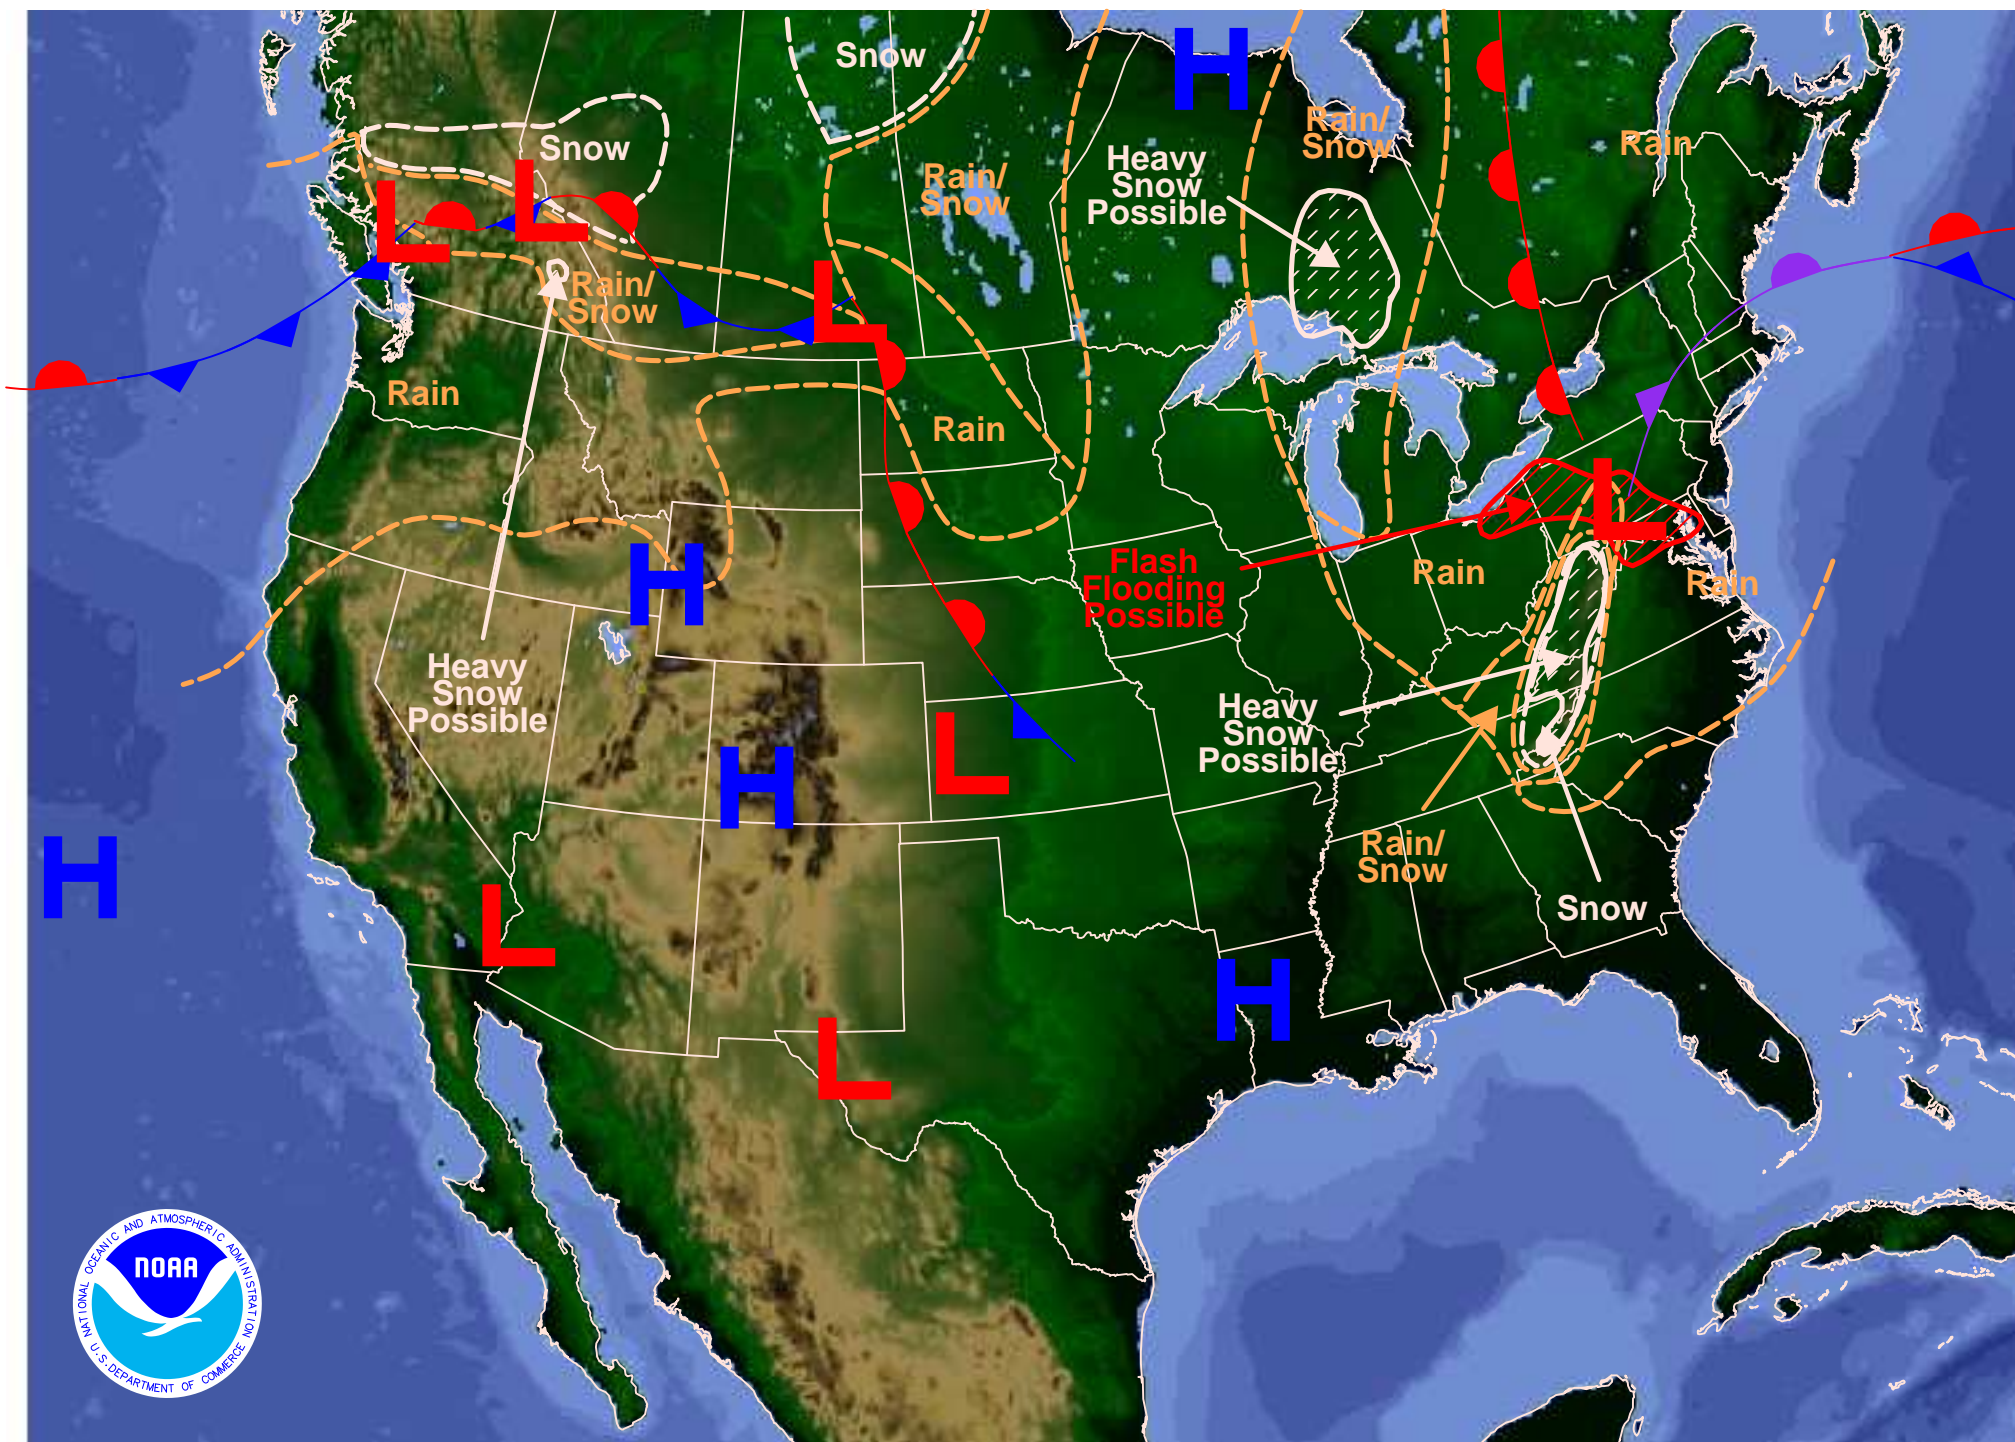 Snow
H
Rain/
Snow
Rain
Snow
Heavy
Snow
Possible
Rain/
Snow
L
L
Rain/
Snow
L
Rain
Rain
L
Flash
Flooding
Possible
Rain
Rain
H
Heavy
Snow
Possible
Heavy
Snow
Possible
L
H
Rain/
Snow
H
Snow
L
H
L
NATIONAL OCEANIC AND ATMOSPHERIC ADMINISTRATION
NOAA
U.S. DEPARTMENT OF COMMERCE